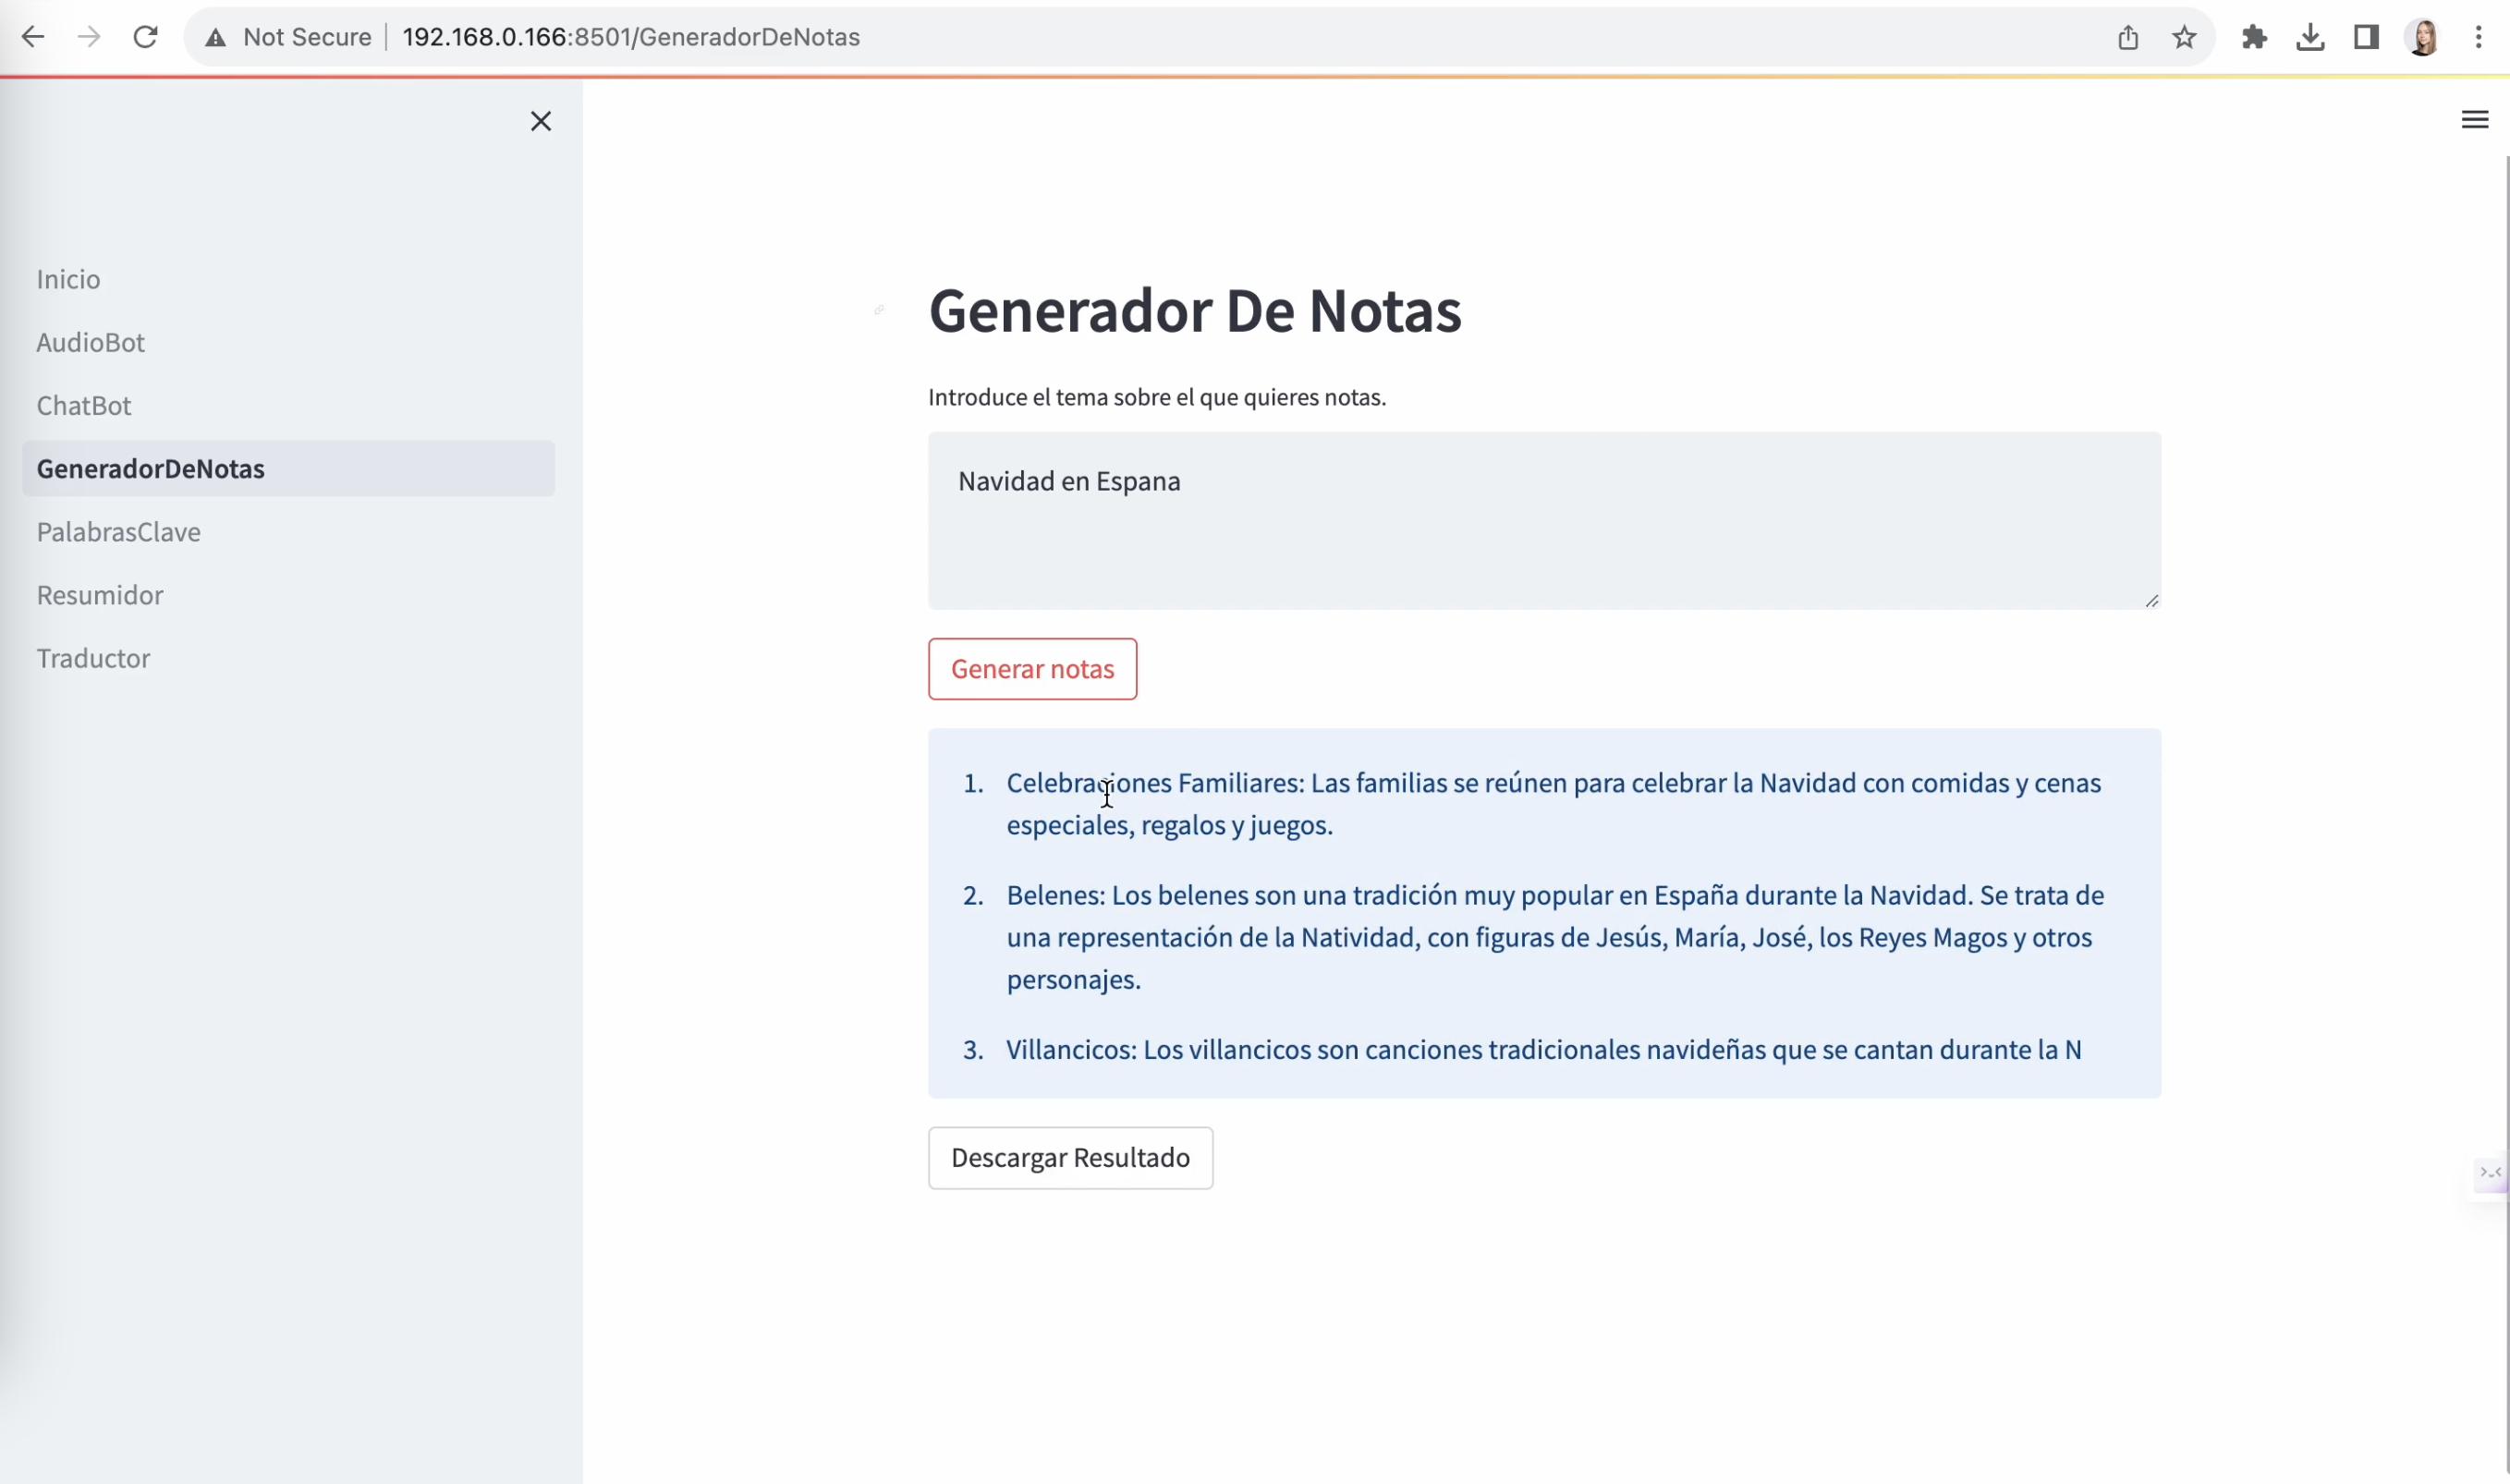 Not Secure
192.168.0.166:8501/GeneradorDeNotas
Inicio
AudioBot
ChatBot
GeneradorDeNotas
PalabrasClave
Resumidor
Traductor
Generador De Notas
Introduce el tema sobre el que quieres notas.
Navidad en Espana
Generar notas
1. Celebraciones Familiares: Las familias se reúnen para celebrar la Navidad con comidas y cenas
especiales, regalos y juegos.
2. Belenes: Los belenes son una tradición muy popular en España durante la Navidad. Se trata de
una representación de la Natividad, con figuras de Jesús, María, José, los Reyes Magos y otros
personajes.
3. Villancicos: Los villancicos son canciones tradicionales navideñas que se cantan durante la N
Descargar Resultado